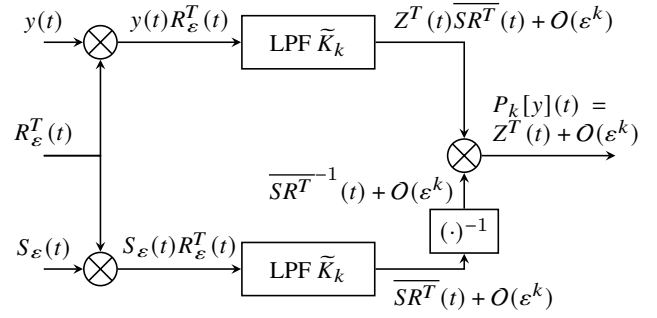 y(t)
y(t)R_ε^T(t)
LPF K̃_k
Z^T(t)\overline{SR^T}(t) + 𝒪(ε^k)
R_ε^T(t)
P_k[y](t) =
Z^T(t) + 𝒪(ε^k)
\overline{SR^T}^{-1}(t) + 𝒪(ε^k)
(·)^{-1}
S_ε(t)
S_ε(t)R_ε^T(t)
LPF K̃_k
\overline{SR^T}(t) + 𝒪(ε^k)